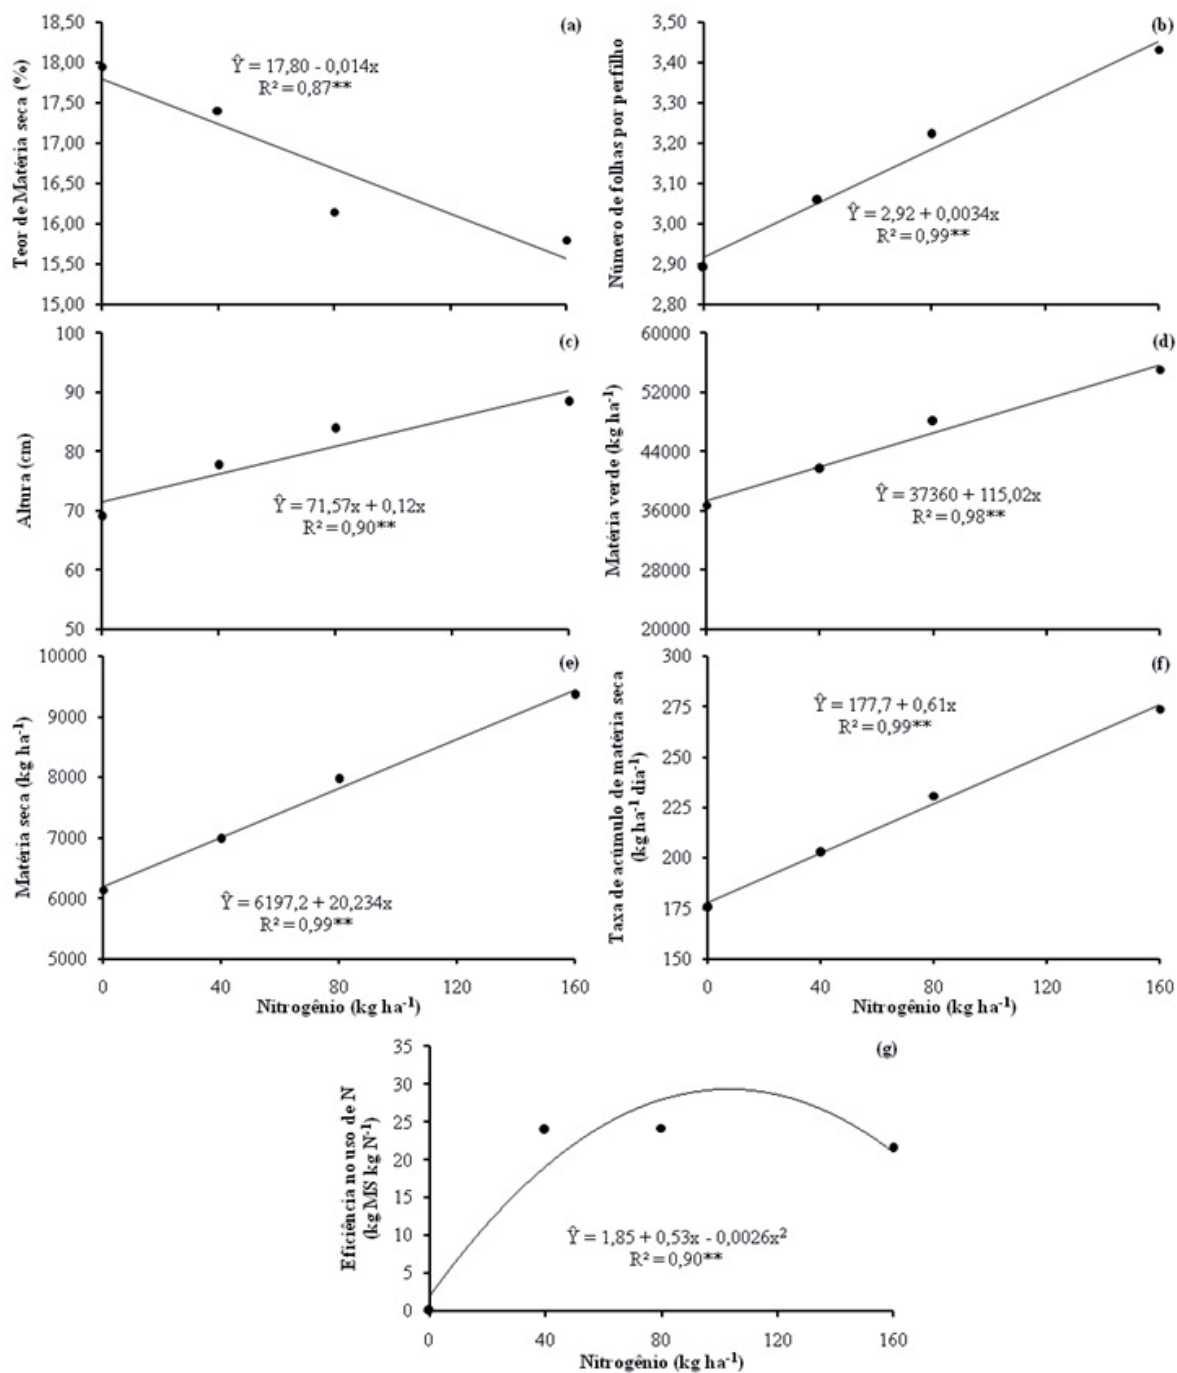 (a)
Teor de Matéria seca (%)
18,50
18,00
17,50
17,00
16,50
16,00
15,50
15,00
Ŷ = 17,80 - 0,014x
R² = 0,87**
(b)
Número de folhas por perfilho
3,50
3,40
3,30
3,20
3,10
3,00
2,90
2,80
Ŷ = 2,92 + 0,0034x
R² = 0,99**
(c)
Altura (cm)
100
90
80
70
60
50
Ŷ = 71,57x + 0,12x
R² = 0,90**
(d)
Matéria verde (kg ha⁻¹)
60000
52000
44000
36000
28000
20000
Ŷ = 37360 + 115,02x
R² = 0,98**
(e)
Matéria seca (kg ha⁻¹)
10000
9000
8000
7000
6000
5000
Ŷ = 6197,2 + 20,234x
R² = 0,99**
0 40 80 120 160
Nitrogênio (kg ha⁻¹)
(f)
Taxa de acúmulo de matéria seca
(kg ha⁻¹ dia⁻¹)
300
275
250
225
200
175
150
Ŷ = 177,7 + 0,61x
R² = 0,99**
0 40 80 120 160
Nitrogênio (kg ha⁻¹)
(g)
Eficiência no uso de N
(kg MS kg N⁻¹)
35
30
25
20
15
10
5
0
Ŷ = 1,85 + 0,53x - 0,0026x²
R² = 0,90**
0 40 80 120 160
Nitrogênio (kg ha⁻¹)